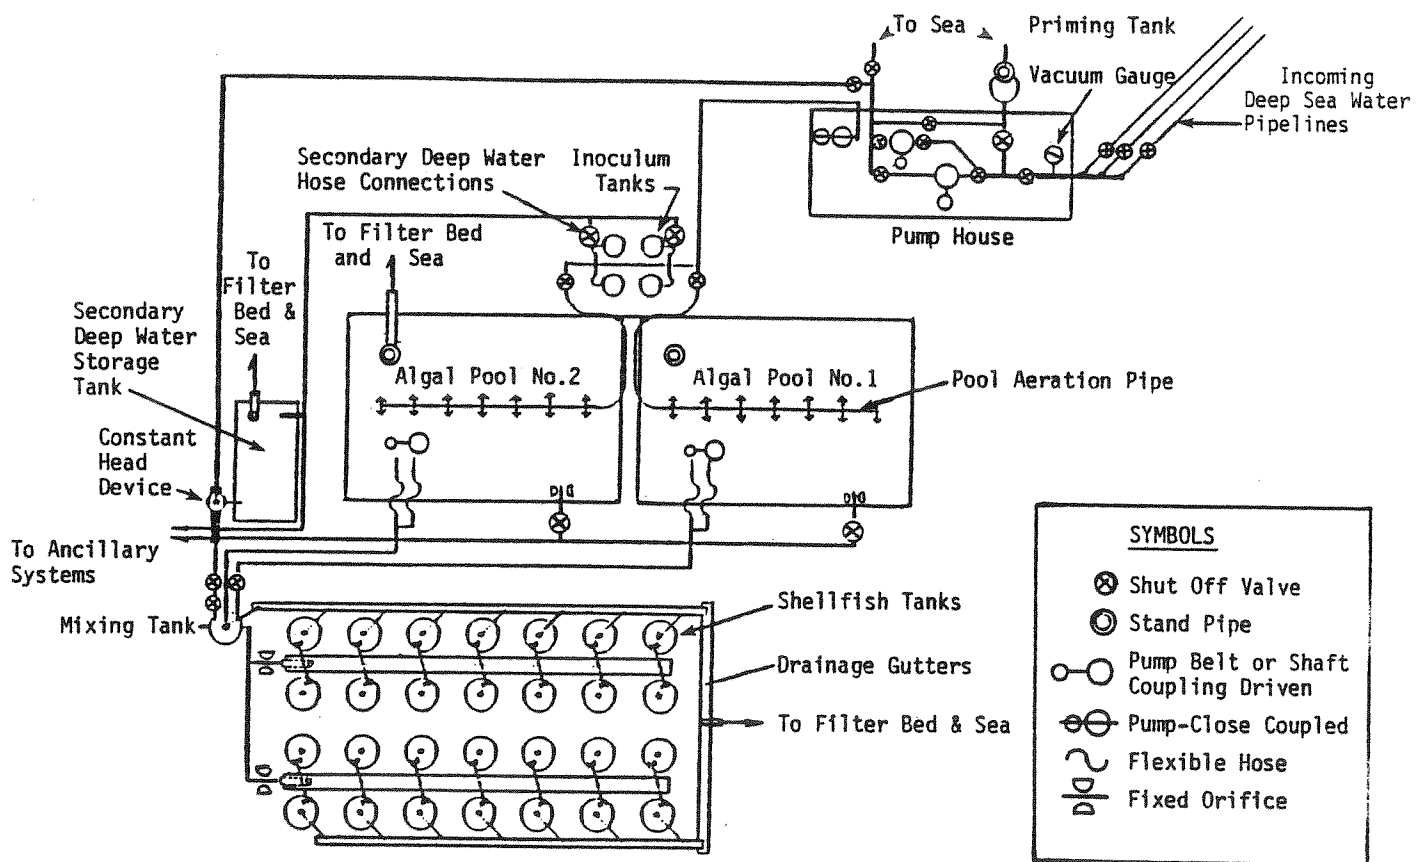 To Sea
Priming Tank
Vacuum Gauge
Incoming
Deep Sea Water
Pipelines
Pump House
Secondary Deep Water
Hose Connections
Inoculum
Tanks
To Filter Bed
and Sea
To
Filter
Bed &
Sea
Secondary
Deep Water
Storage
Tank
Constant
Head
Device
Algal Pool No.2
Algal Pool No.1
Pool Aeration Pipe
To Ancillary
Systems
Mixing Tank
Shellfish Tanks
Drainage Gutters
To Filter Bed & Sea
SYMBOLS
Shut Off Valve
Stand Pipe
Pump Belt or Shaft
Coupling Driven
Pump-Close Coupled
Flexible Hose
Fixed Orifice